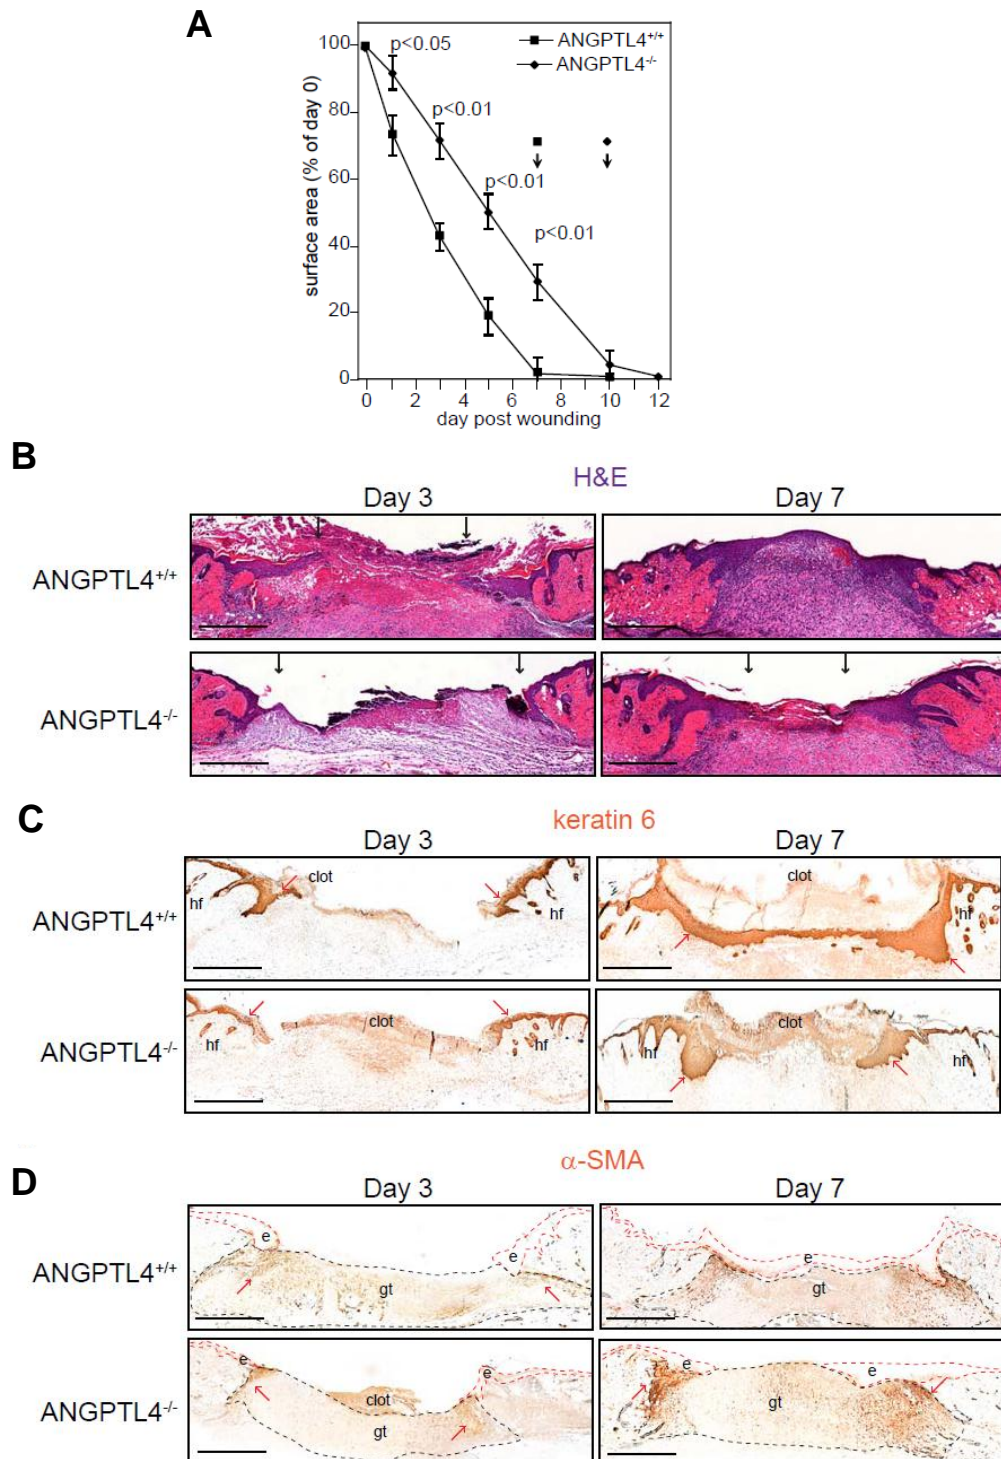 A
100
80
60
40
20
0
surface area (% of day 0)
p<0.05
p<0.01
p<0.01
p<0.01
ANGPTL4+/+
ANGPTL4-/-
0 2 4 6 8 10 12
day post wounding
B
H&E
Day 3 Day 7
ANGPTL4+/+
ANGPTL4-/-
C
keratin 6
Day 3 Day 7
ANGPTL4+/+
hf clot hf
clot hf
ANGPTL4-/-
hf clot hf
hf clot hf
D
α-SMA
Day 3 Day 7
ANGPTL4+/+
e gt e
e gt
ANGPTL4-/-
e clot gt e
e gt e